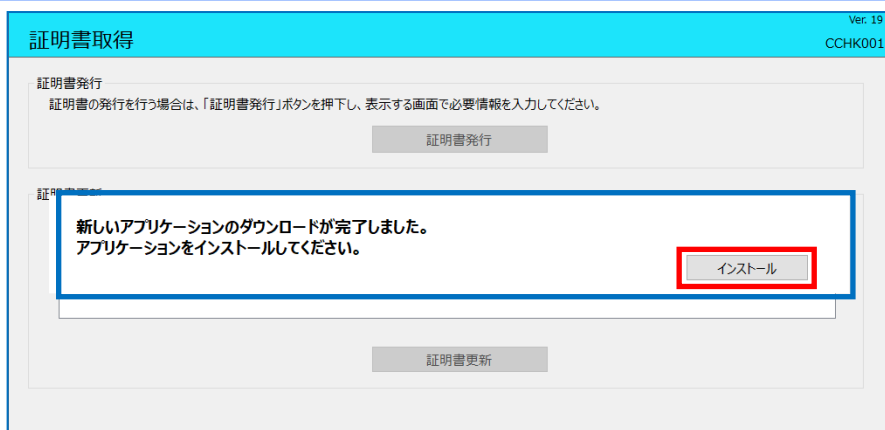 Ver. 19
証明書取得
CCHK001
証明書発行
証明書の発行を行う場合は、「証明書発行」ボタンを押下し、表示する画面で必要情報を入力してください。
証明書発行
新しいアプリケーションのダウンロードが完了しました。
アプリケーションをインストールしてください。
インストール
証明書更新